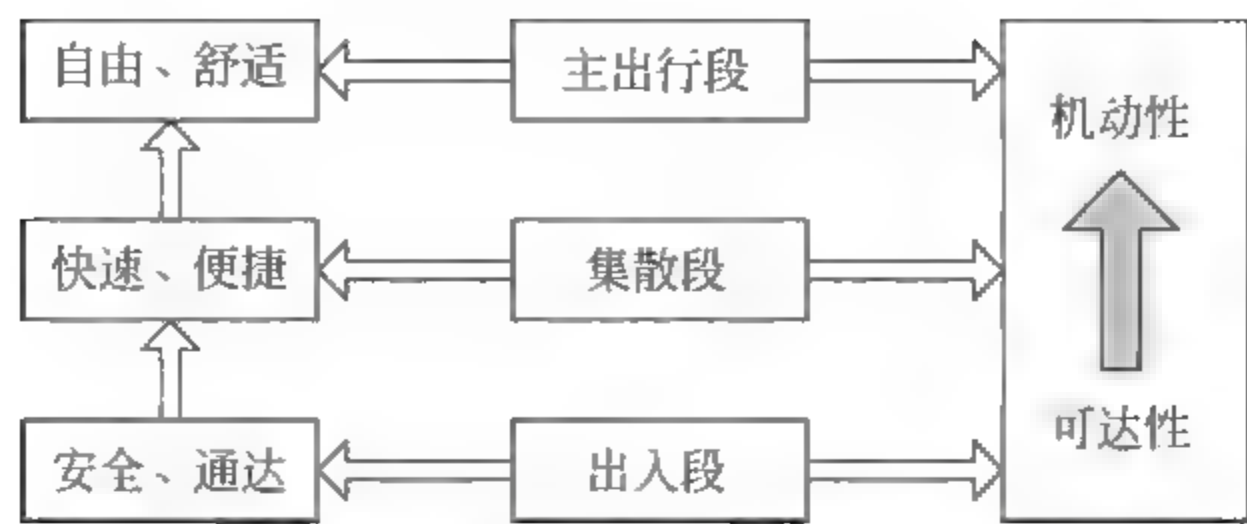 自由、舒适
主出行段
机动性
快速、便捷
集散段
安全、通达
出入段
可达性